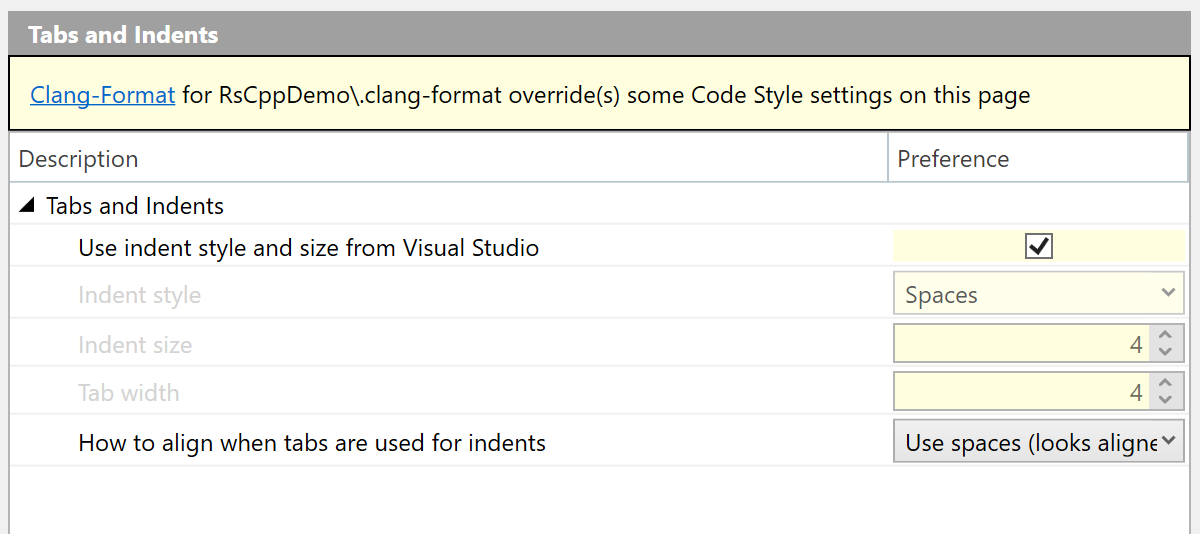 Tabs and Indents
Clang-Format for RsCppDemo\.clang-format override(s) some Code Style settings on this page
Description Preference
Tabs and Indents
Use indent style and size from Visual Studio
Indent style Spaces
Indent size 4
Tab width 4
How to align when tabs are used for indents Use spaces (looks aligne